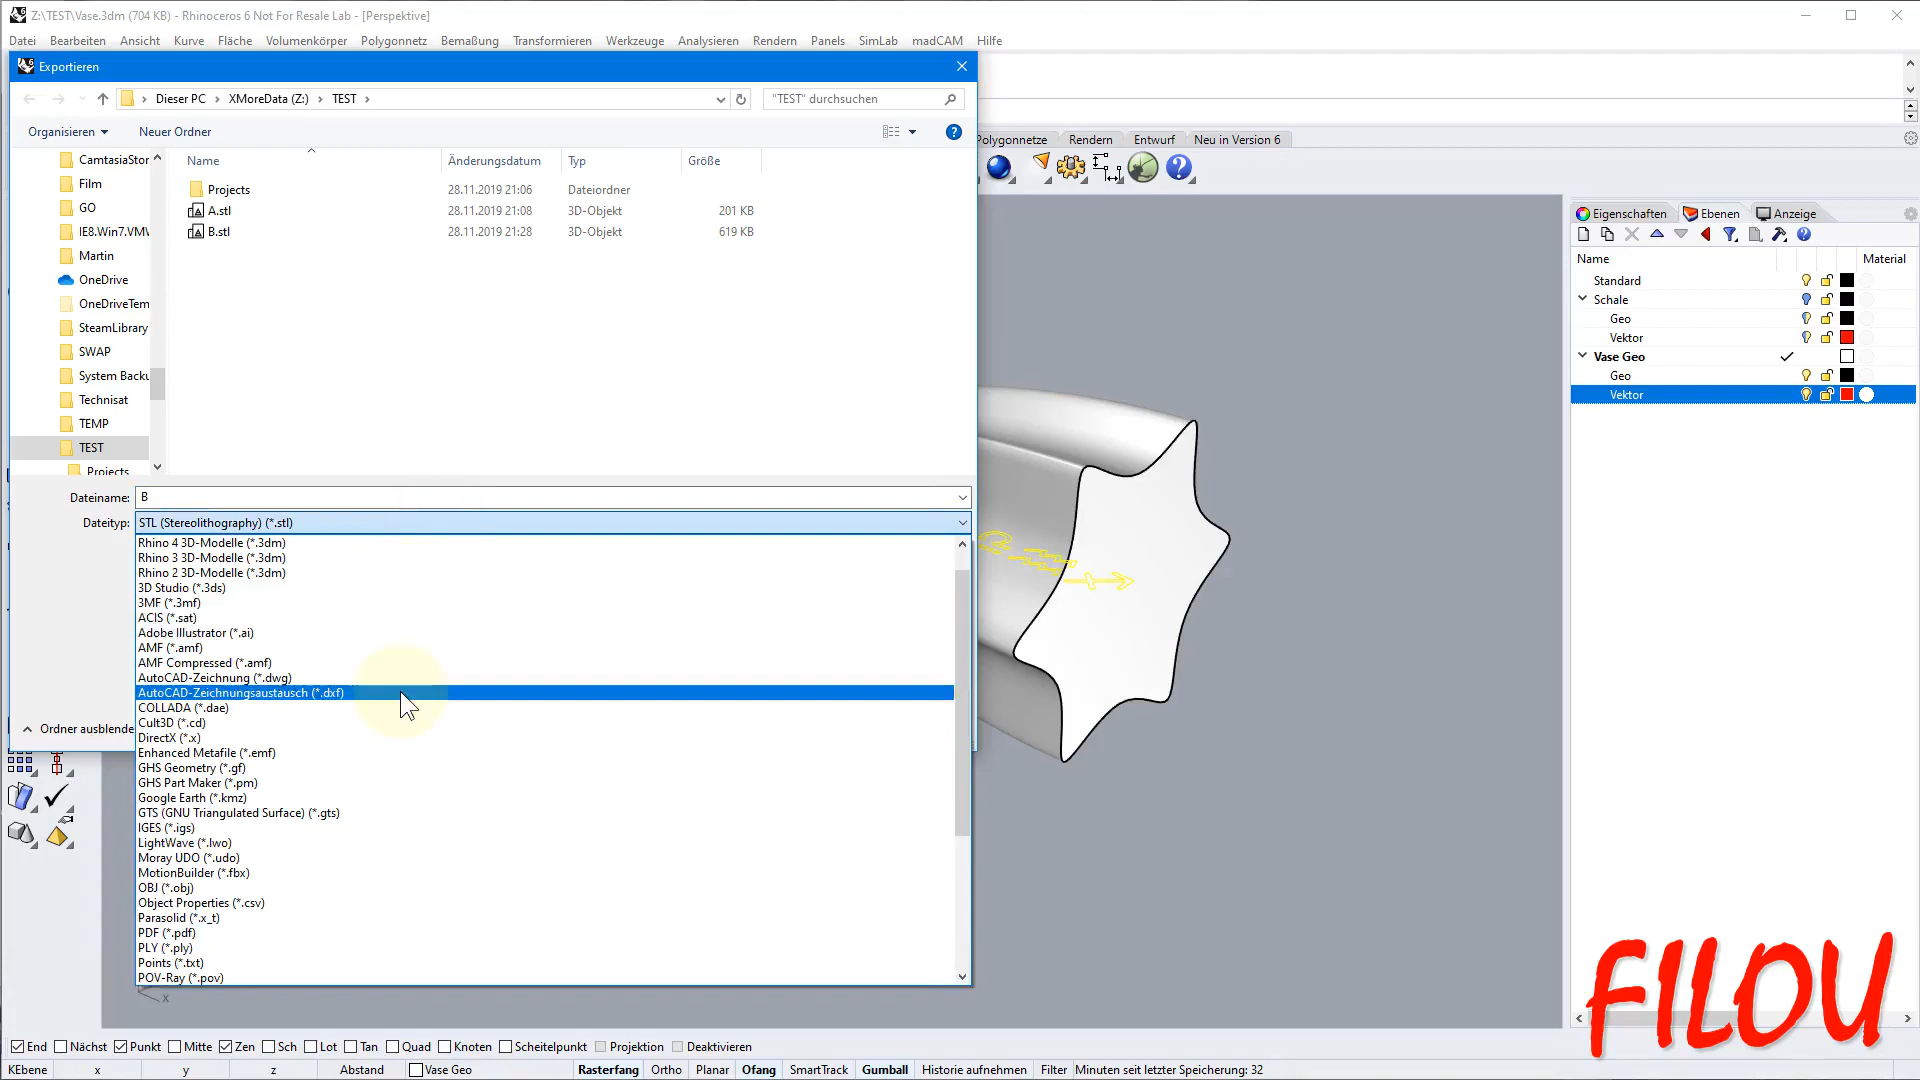 Z:\TEST\Vase.3dm (704 KB) - Rhinoceros 6 Not For Resale Lab - [Perspektive]
Datei Bearbeiten Ansicht Kurve Fläche Volumenkörper Polygonnetz Bemaßung Transformieren Werkzeuge Analysieren Rendern Panels SimLab madCAM Hilfe
Exportieren
Dieser PC > XMoreData (Z:) > TEST >
"TEST" durchsuchen
Organisieren Neuer Ordner
Polygonnetze Rendern Entwurf Neu in Version 6
CamtasiaStor
Film
GO
IE8.Win7.VMV
Martin
OneDrive
OneDriveTem
SteamLibrary
SWAP
System Backu
Technisat
TEMP
TEST
Projects
Name Änderungsdatum Typ Größe
Projects 28.11.2019 21:06 Dateiordner
A.stl 28.11.2019 21:08 3D-Objekt 201 KB
B.stl 28.11.2019 21:28 3D-Objekt 619 KB
Dateiname: B
Dateityp: STL (Stereolithography) (*.stl)
Rhino 4 3D-Modelle (*.3dm)
Rhino 3 3D-Modelle (*.3dm)
Rhino 2 3D-Modelle (*.3dm)
3D Studio (*.3ds)
3MF (*.3mf)
ACIS (*.sat)
Adobe Illustrator (*.ai)
AMF (*.amf)
AMF Compressed (*.amf)
AutoCAD-Zeichnung (*.dwg)
AutoCAD-Zeichnungsaustausch (*.dxf)
COLLADA (*.dae)
Cult3D (*.cd)
DirectX (*.x)
Enhanced Metafile (*.emf)
GHS Geometry (*.gf)
GHS Part Maker (*.pm)
Google Earth (*.kmz)
GTS (GNU Triangulated Surface) (*.gts)
IGES (*.igs)
LightWave (*.lwo)
Moray UDO (*.udo)
MotionBuilder (*.fbx)
OBJ (*.obj)
Object Properties (*.csv)
Parasolid (*.x_t)
PDF (*.pdf)
PLY (*.ply)
Points (*.txt)
POV-Ray (*.pov)
Ordner ausblende
x
Eigenschaften Ebenen Anzeige
Name Material
Standard
Schale
Geo
Vektor
Vase Geo
Geo
Vektor
FILOU
End Nächst Punkt Mitte Zen Sch Lot Tan Quad Knoten Scheitelpunkt Projektion Deaktivieren
KEbene x y z Abstand Vase Geo Rasterfang Ortho Planar Ofang SmartTrack Gumball Historie aufnehmen Filter Minuten seit letzter Speicherung: 32